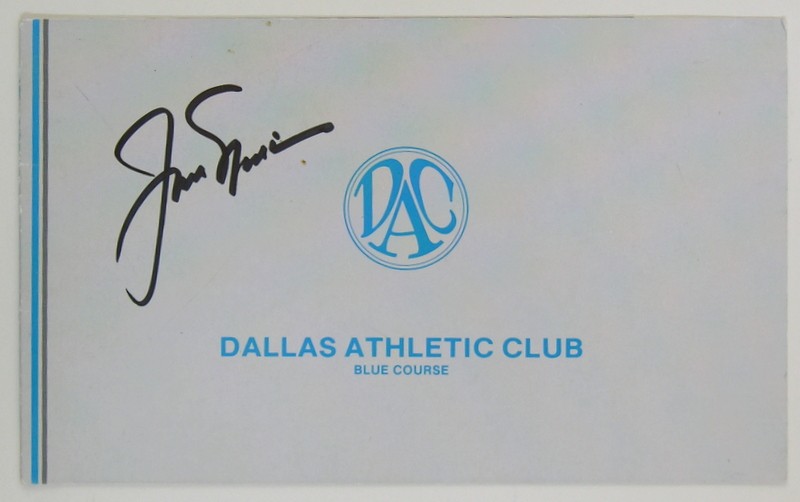 DAC
DALLAS ATHLETIC CLUB
BLUE COURSE